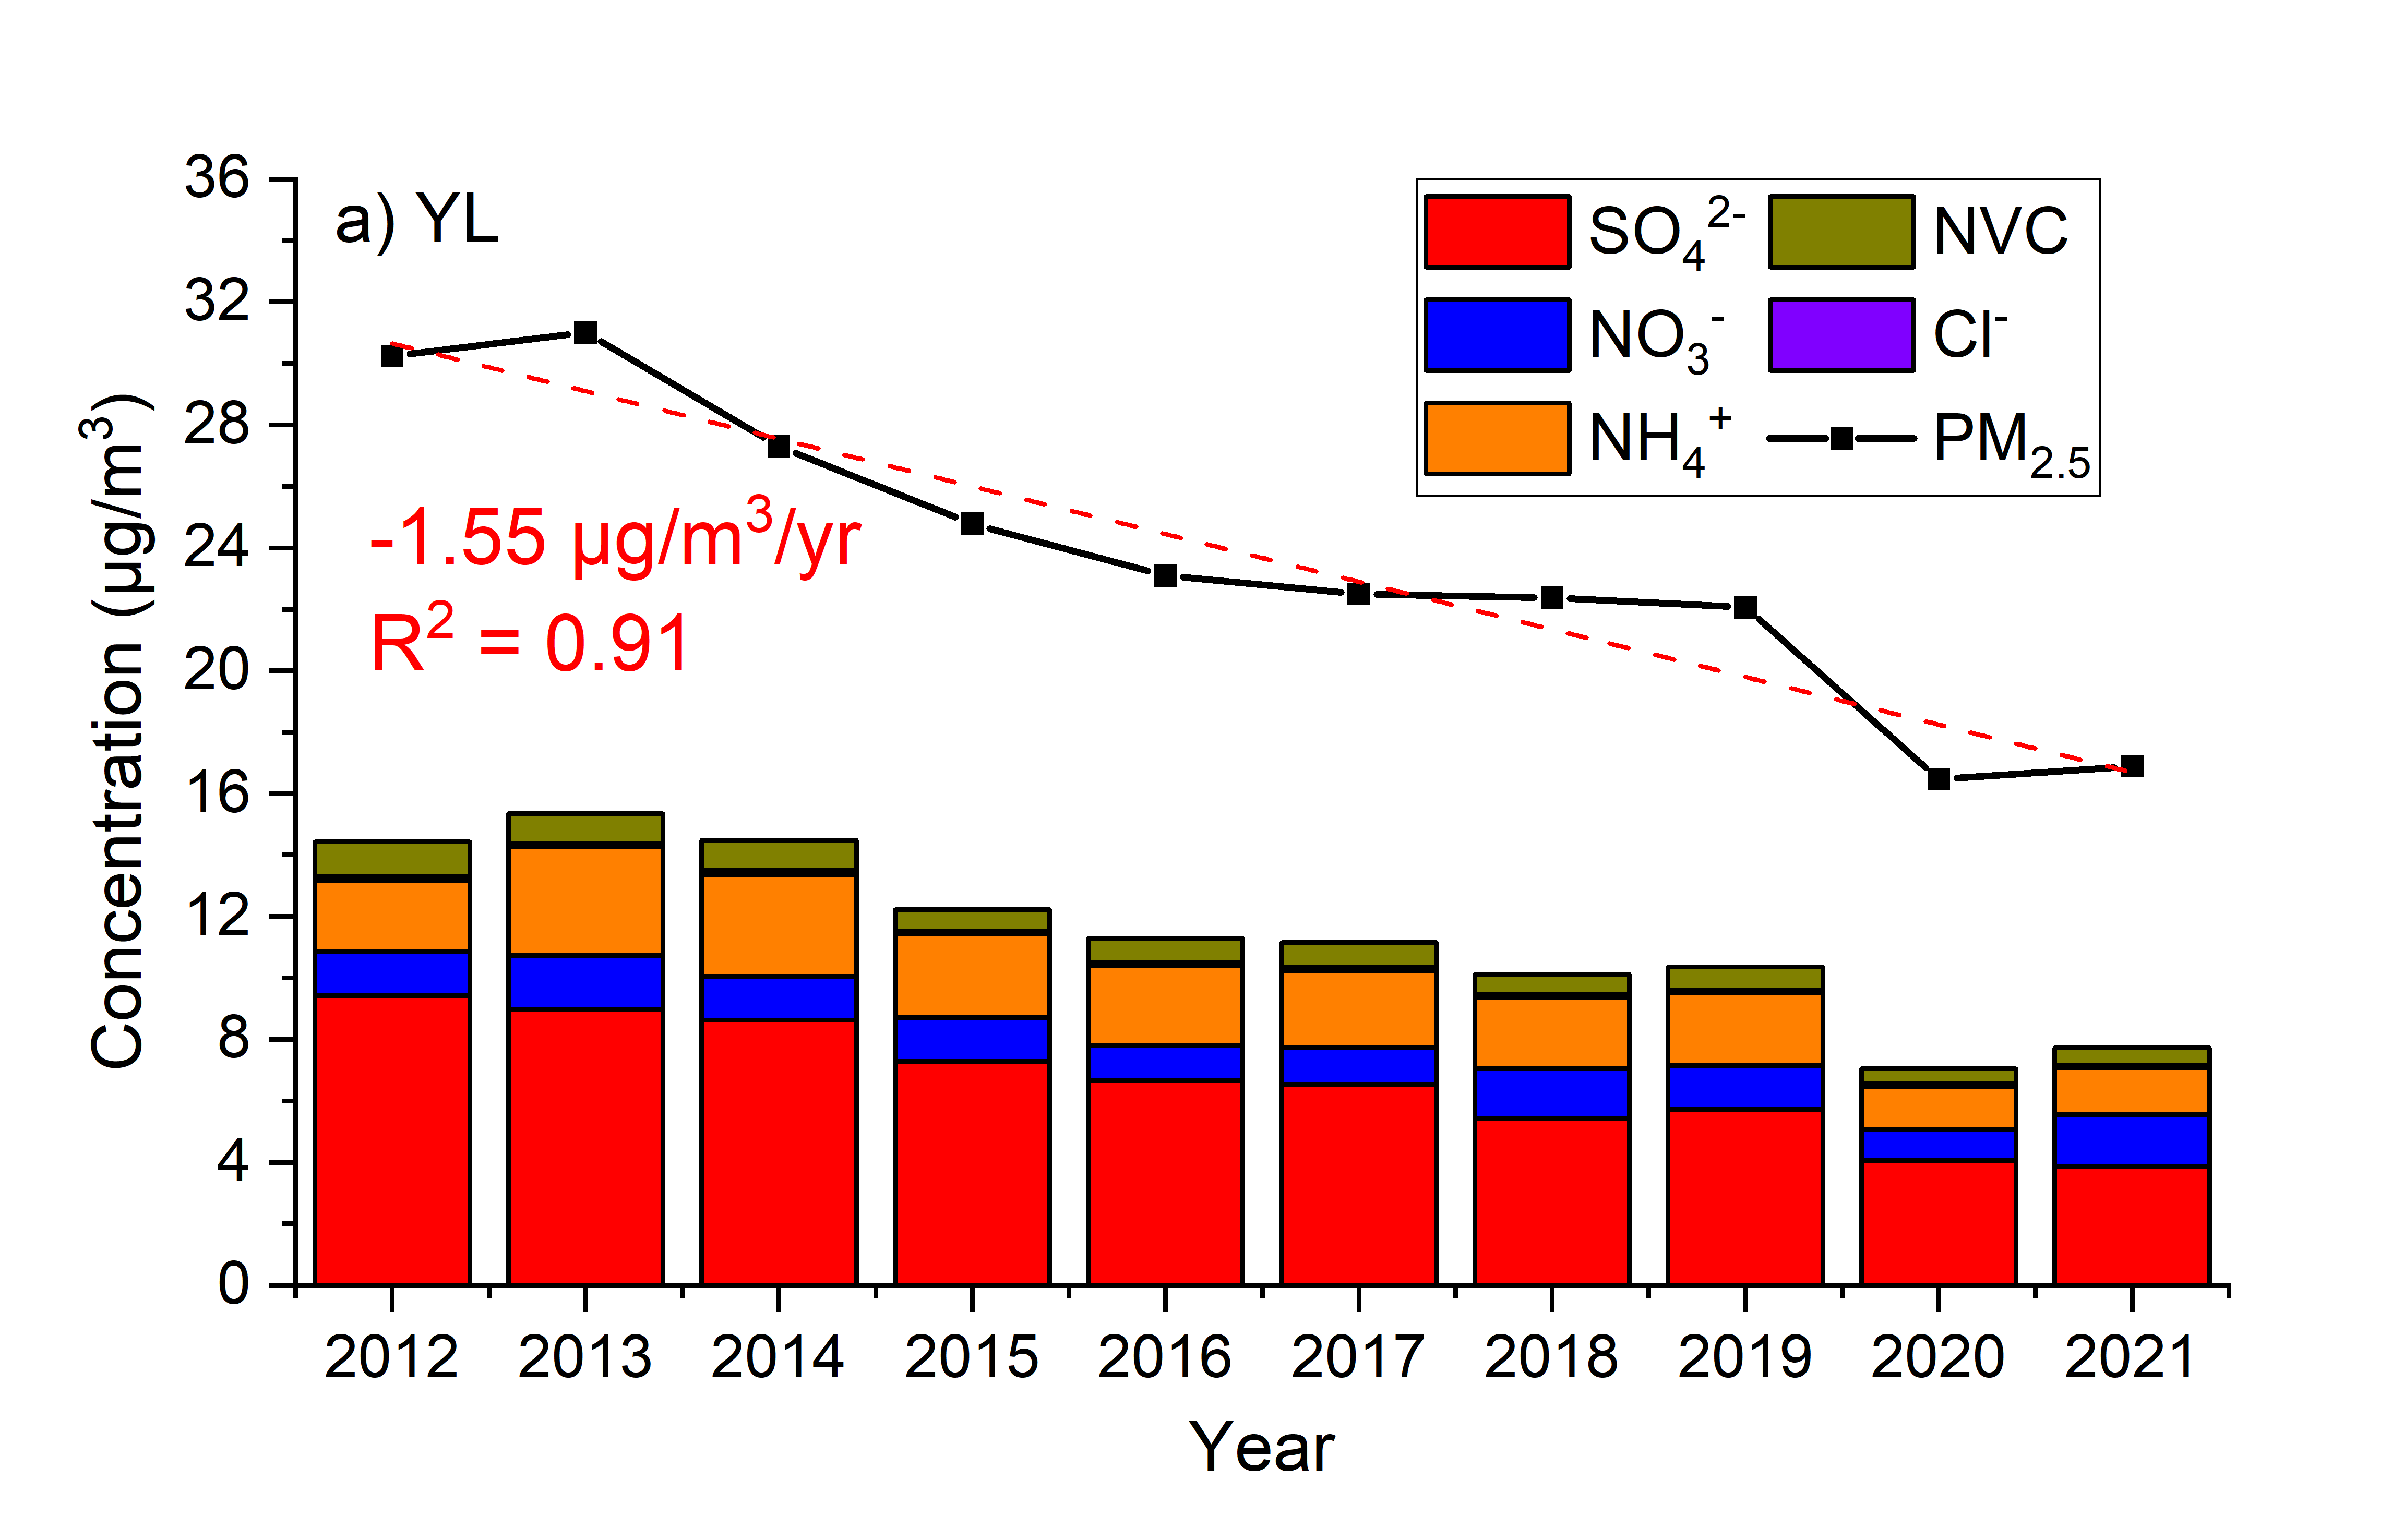 a) YL
SO₄²⁻ NVC
NO₃⁻ Cl⁻
NH₄⁺ PM₂.₅
-1.55 µg/m³/yr
R² = 0.91
Concentration (µg/m³)
36
32
28
24
20
16
12
8
4
0
2012 2013 2014 2015 2016 2017 2018 2019 2020 2021
Year